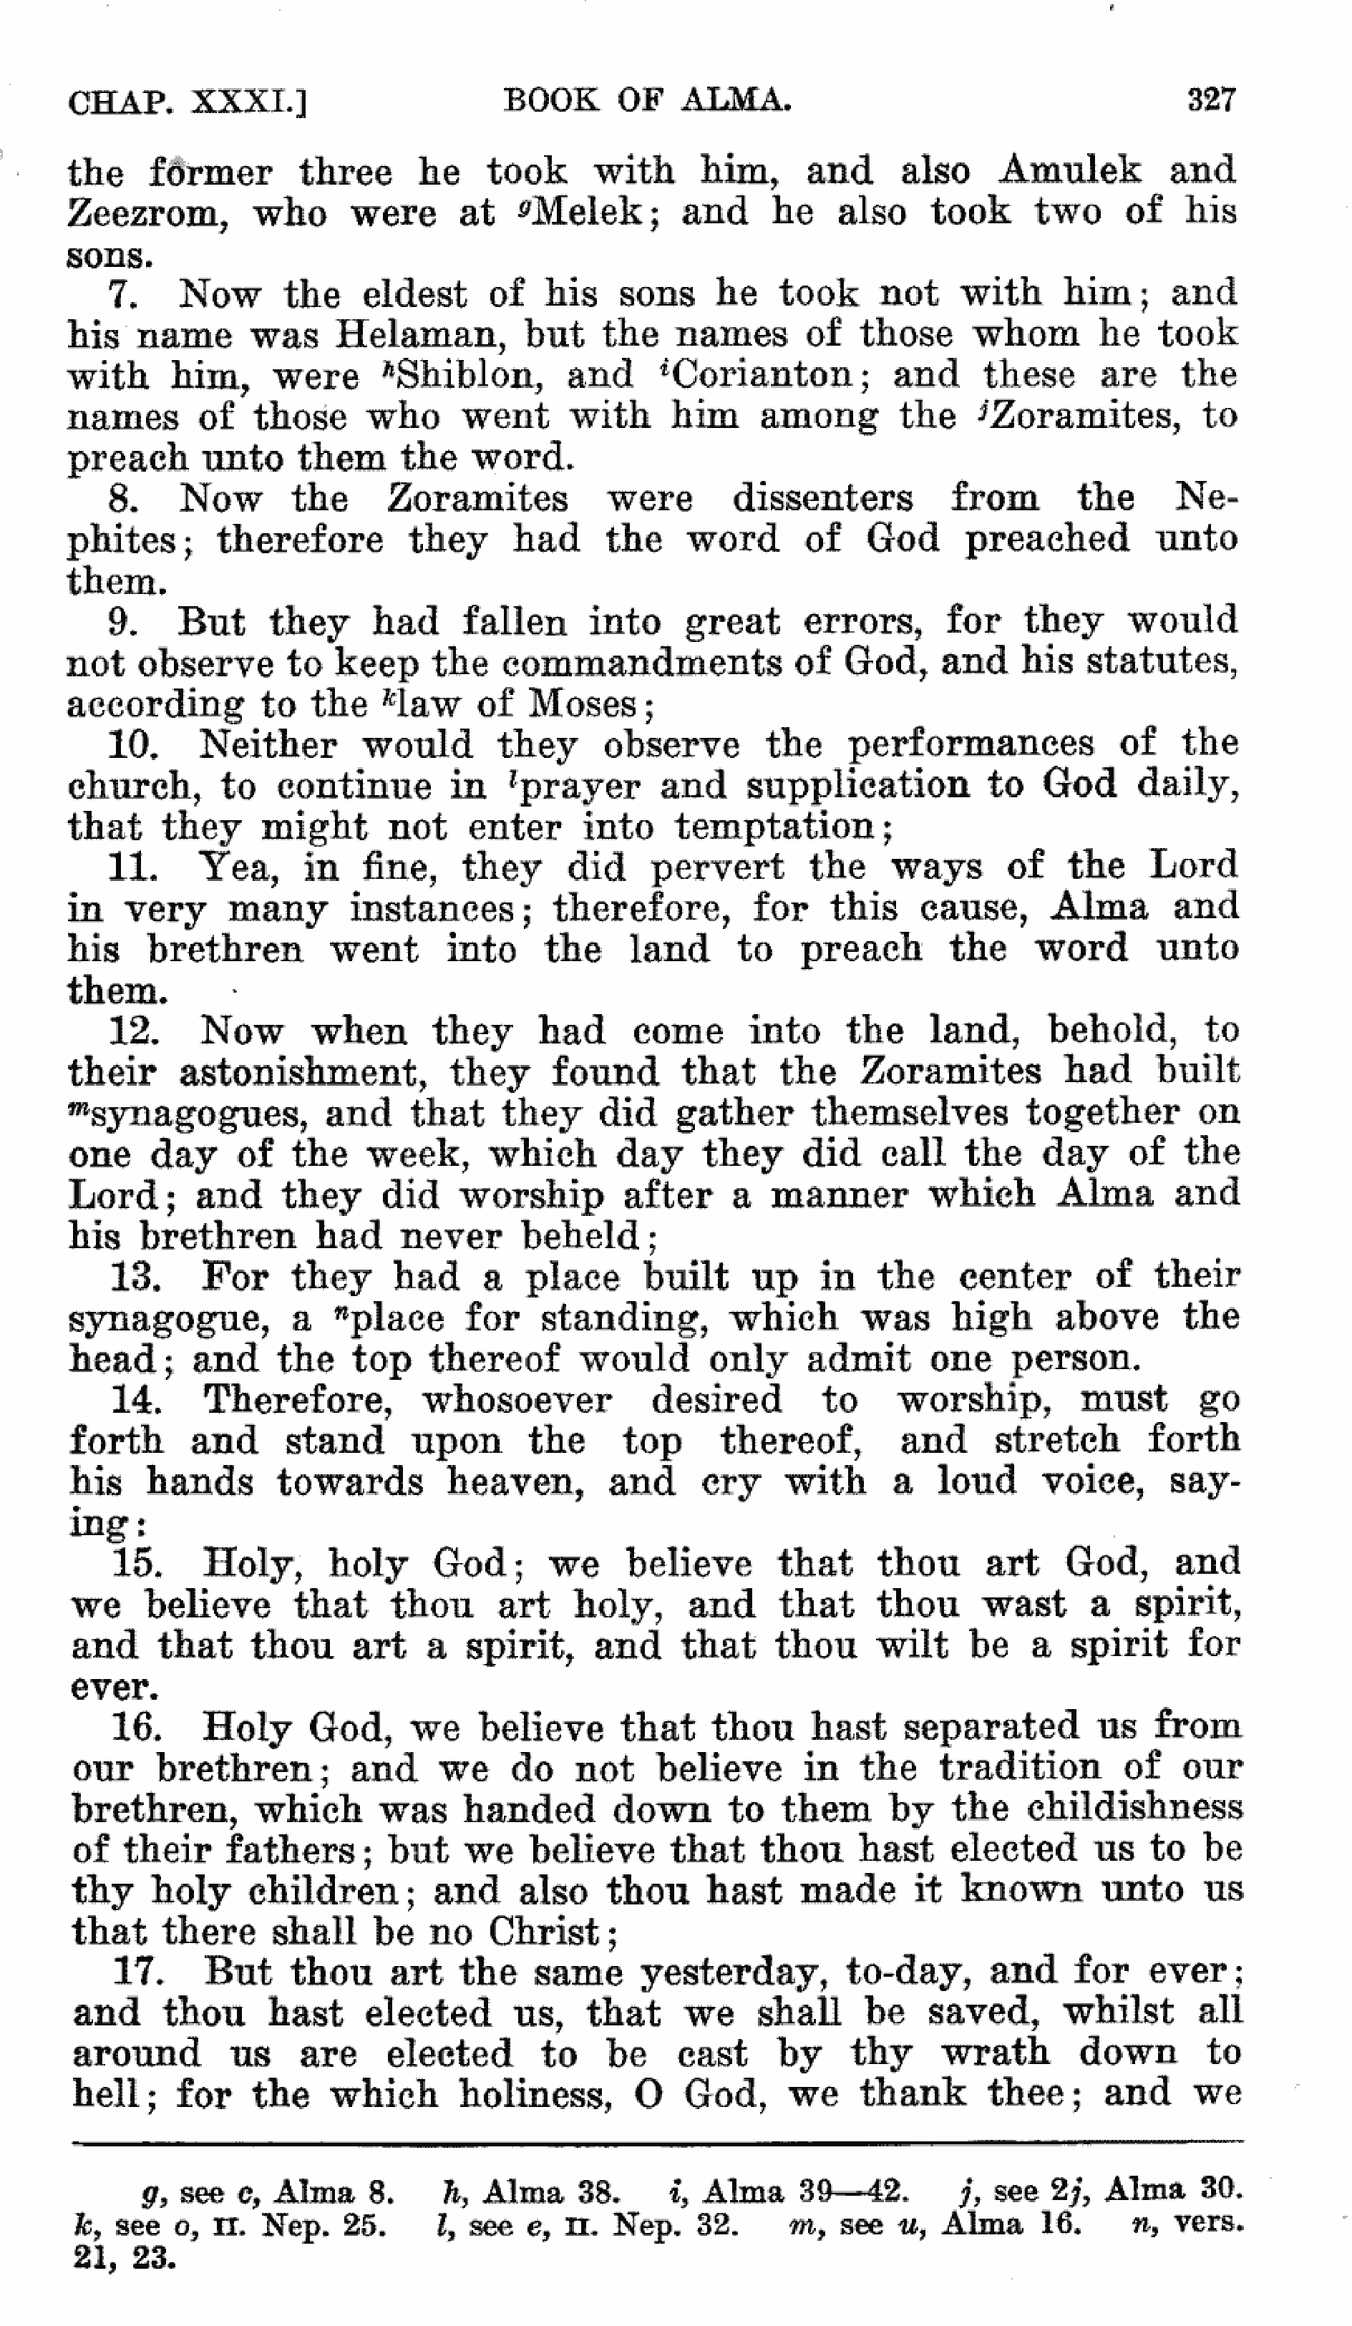 CHAP. XXXI.] BOOK OF ALMA. 327
the former three he took with him, and also Amulek and
Zeezrom, who were at gMelek; and he also took two of his
sons.
7. Now the eldest of his sons he took not with him; and
his name was Helaman, but the names of those whom he took
with him, were hShiblon, and iCorianton; and these are the
names of those who went with him among the jZoramites, to
preach unto them the word.
8. Now the Zoramites were dissenters from the Ne-
phites; therefore they had the word of God preached unto
them.
9. But they had fallen into great errors, for they would
not observe to keep the commandments of God, and his statutes,
according to the klaw of Moses;
10. Neither would they observe the performances of the
church, to continue in lprayer and supplication to God daily,
that they might not enter into temptation;
11. Yea, in fine, they did pervert the ways of the Lord
in very many instances; therefore, for this cause, Alma and
his brethren went into the land to preach the word unto
them.
12. Now when they had come into the land, behold, to
their astonishment, they found that the Zoramites had built
msynagogues, and that they did gather themselves together on
one day of the week, which day they did call the day of the
Lord; and they did worship after a manner which Alma and
his brethren had never beheld;
13. For they had a place built up in the center of their
synagogue, a nplace for standing, which was high above the
head; and the top thereof would only admit one person.
14. Therefore, whosoever desired to worship, must go
forth and stand upon the top thereof, and stretch forth
his hands towards heaven, and cry with a loud voice, say-
ing:
15. Holy, holy God; we believe that thou art God, and
we believe that thou art holy, and that thou wast a spirit,
and that thou art a spirit, and that thou wilt be a spirit for
ever.
16. Holy God, we believe that thou hast separated us from
our brethren; and we do not believe in the tradition of our
brethren, which was handed down to them by the childishness
of their fathers; but we believe that thou hast elected us to be
thy holy children; and also thou hast made it known unto us
that there shall be no Christ;
17. But thou art the same yesterday, to-day, and for ever;
and thou hast elected us, that we shall be saved, whilst all
around us are elected to be cast by thy wrath down to
hell; for the which holiness, O God, we thank thee; and we
g, see c, Alma 8. h, Alma 38. i, Alma 39—42. j, see 2j, Alma 30.
k, see o, II. Nep. 25. l, see e, II. Nep. 32. m, see u, Alma 16. n, vers.
21, 23.